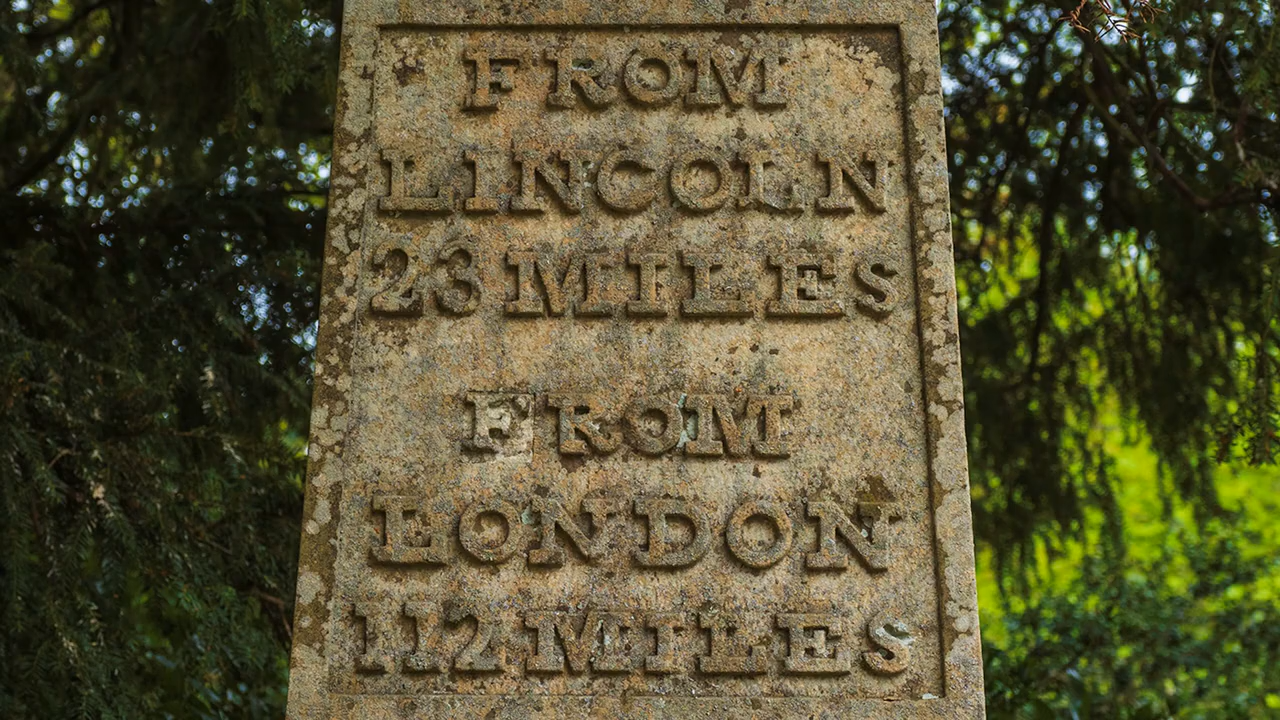 FROM
LINCOLN
23 MILES
FROM
LONDON
112 MILES